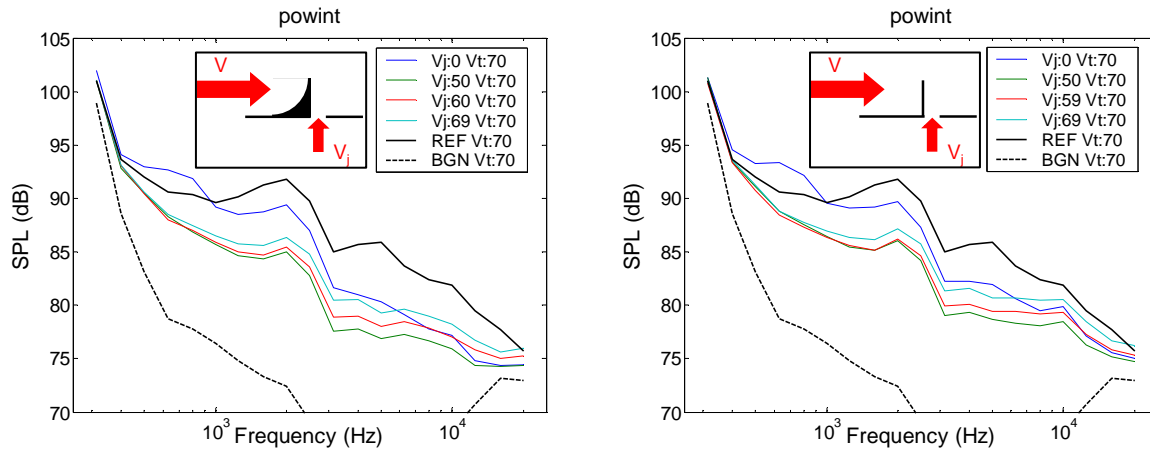 powint
SPL (dB)
105
100
95
90
85
80
75
70
V
Vj
Vj:0 Vt:70
Vj:50 Vt:70
Vj:60 Vt:70
Vj:69 Vt:70
REF Vt:70
BGN Vt:70
10³
10⁴
Frequency (Hz)
powint
SPL (dB)
105
100
95
90
85
80
75
70
V
Vj
Vj:0 Vt:70
Vj:50 Vt:70
Vj:59 Vt:70
Vj:69 Vt:70
REF Vt:70
BGN Vt:70
10³
10⁴
Frequency (Hz)